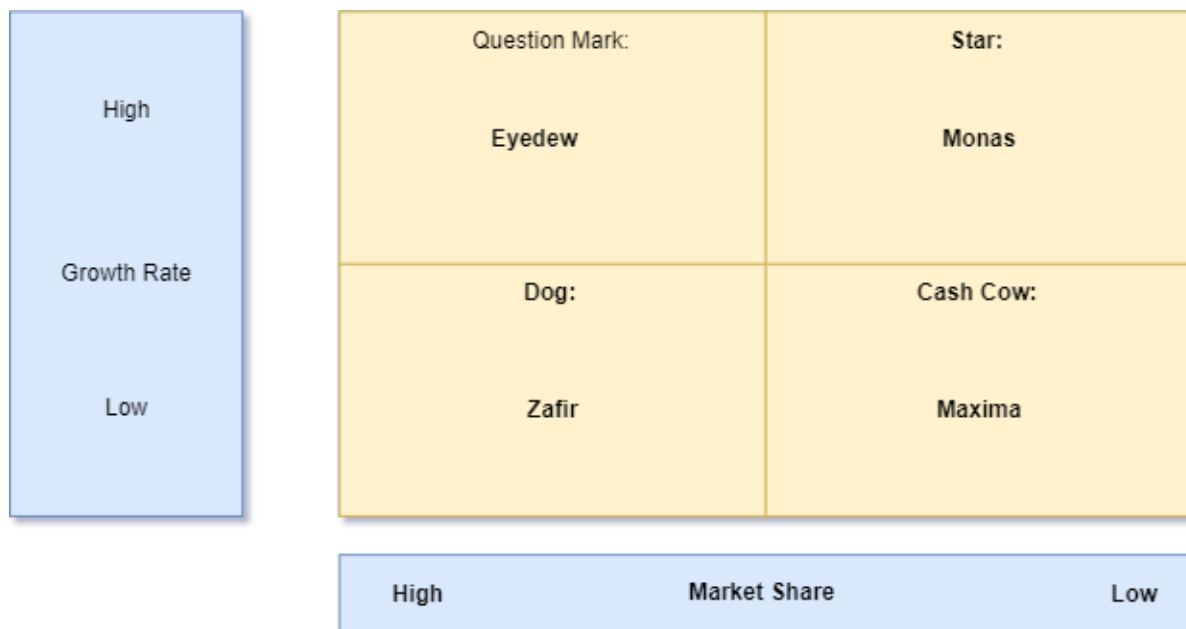 High
Growth Rate
Low
Question Mark:
Eyedew
Star:
Monas
Dog:
Zafir
Cash Cow:
Maxima
High
Market Share
Low